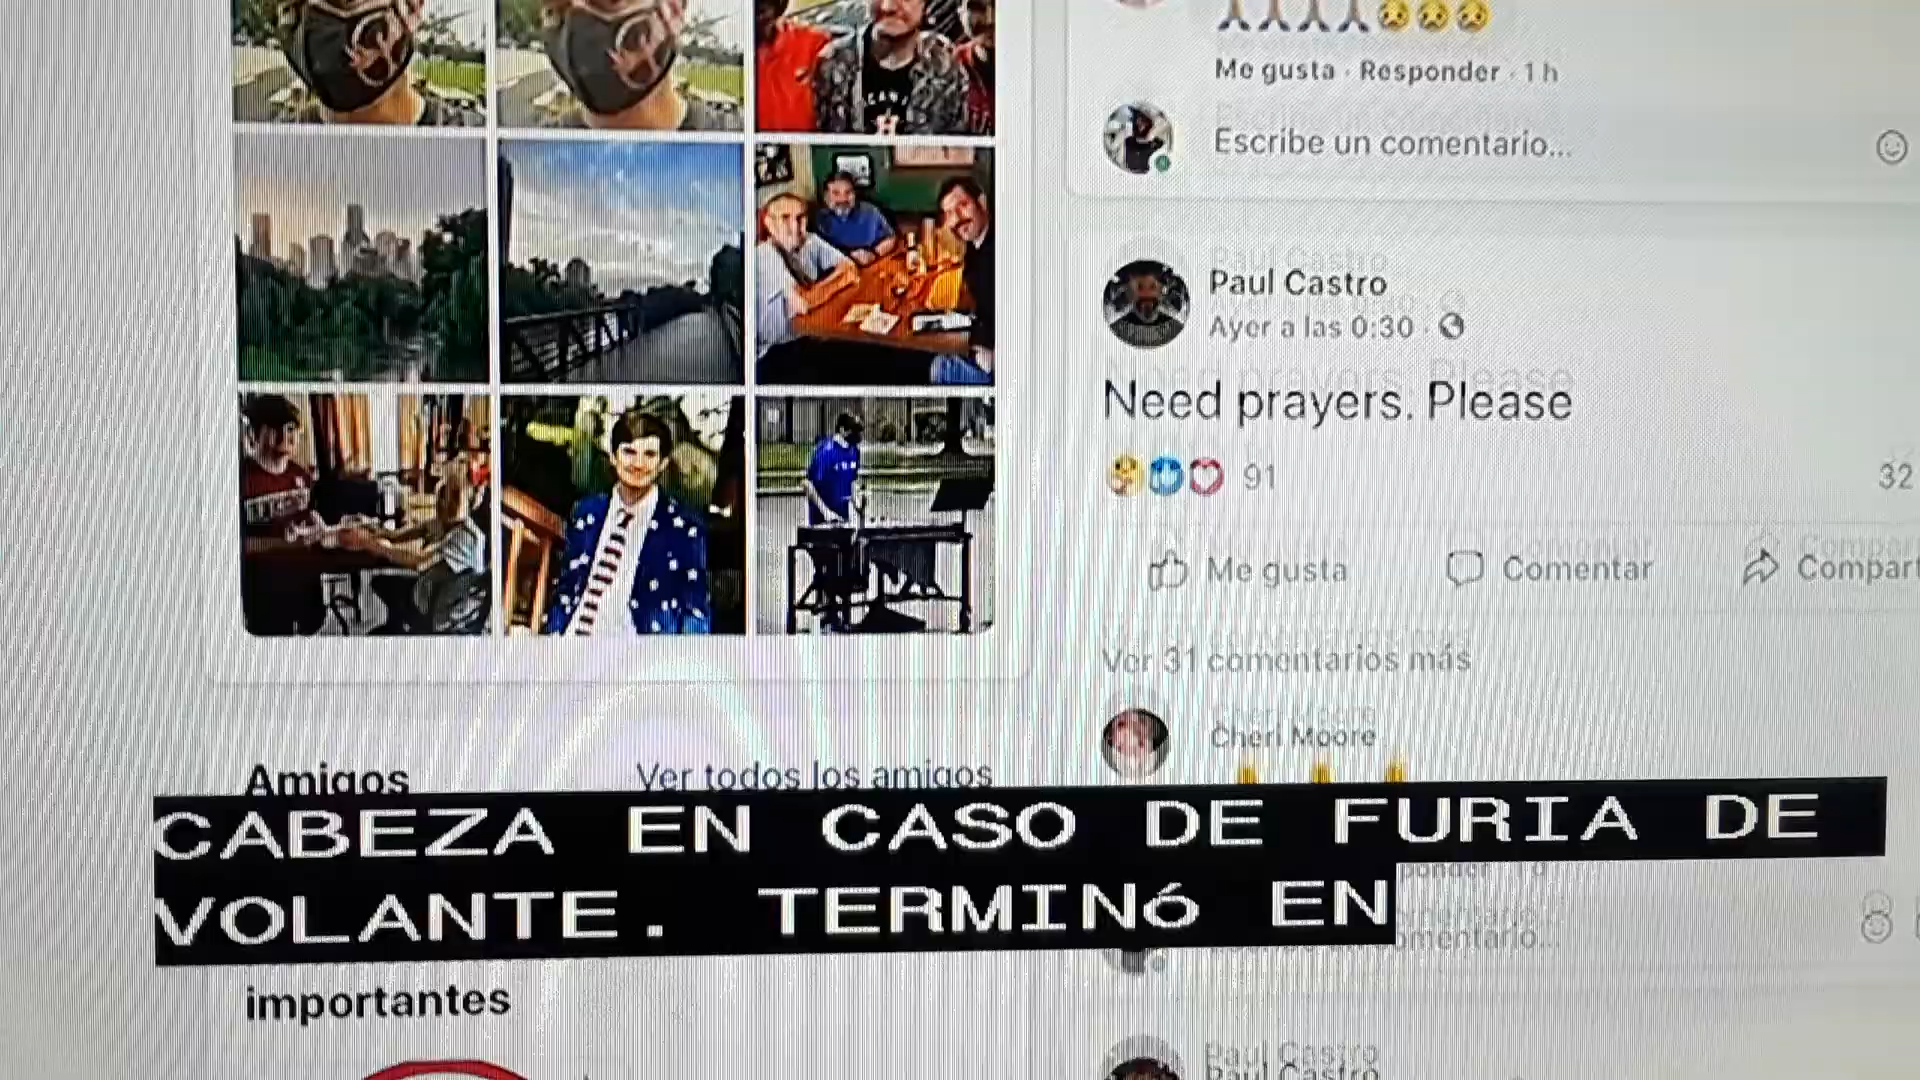 Me gusta · Responder · 1 h
Escribe un comentario...
Paul Castro
Ayer a las 0:30 ·
Need prayers. Please
91
32
Me gusta
Comentar
Compart
Ver 31 comentarios más
Cheri Moore
Amigos
Ver todos los amigos
CABEZA EN CASO DE FURIA DE
VOLANTE. TERMINÓ EN
importantes
Paul Castro